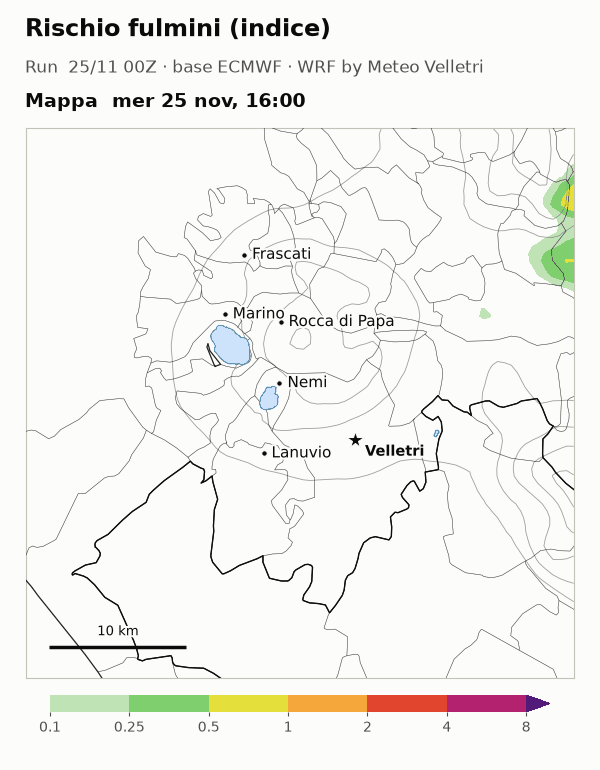 Rischio fulmini (indice)
Run  25/11 00Z · base ECMWF · WRF by Meteo Velletri
Mappa  mer 25 nov, 16:00
Frascati
Marino
Rocca di Papa
Nemi
Velletri
Lanuvio
10 km
0.1 0.25 0.5 1 2 4 8